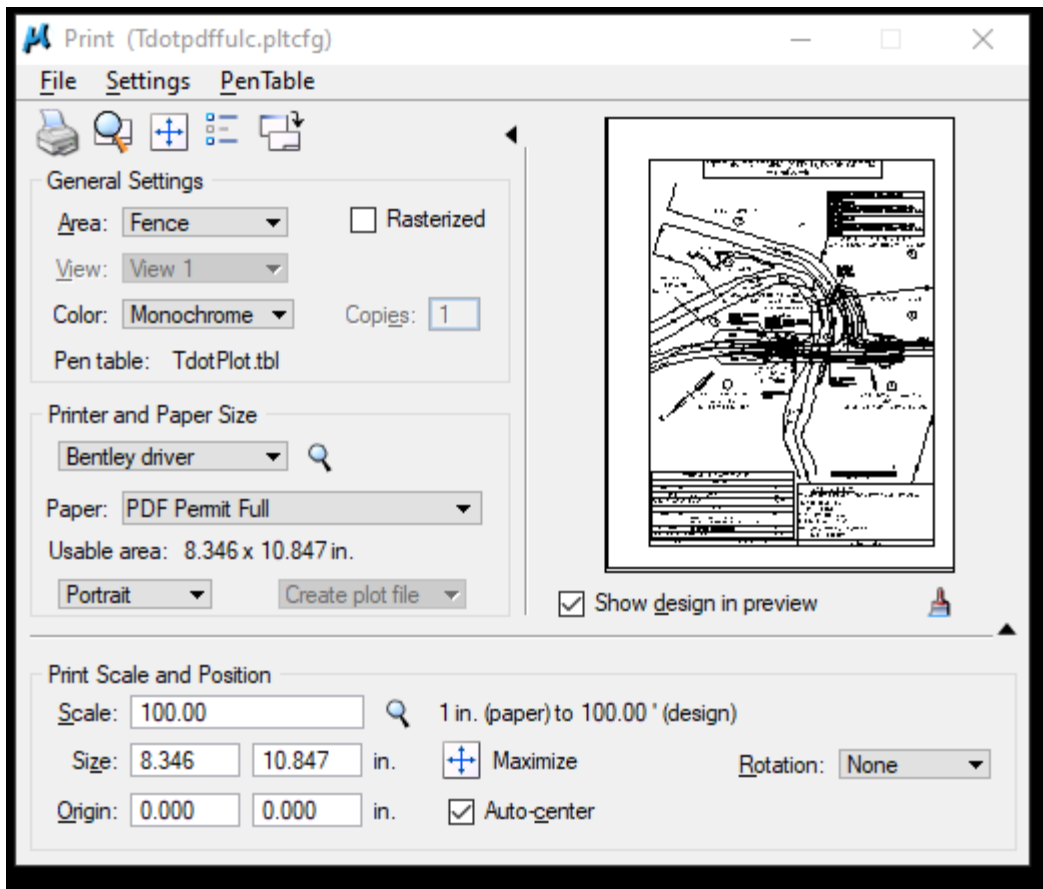 Print (Tdotpdffulc.pltcfg)
File Settings PenTable
General Settings
Area: Fence Rasterized
View: View 1
Color: Monochrome Copies: 1
Pen table: TdotPlot.tbl
Printer and Paper Size
Bentley driver
Paper: PDF Permit Full
Usable area: 8.346 x 10.847 in.
Portrait Create plot file
Show design in preview
Print Scale and Position
Scale: 100.00 1 in. (paper) to 100.00 ' (design)
Size: 8.346 10.847 in. Maximize Rotation: None
Origin: 0.000 0.000 in. Auto-center